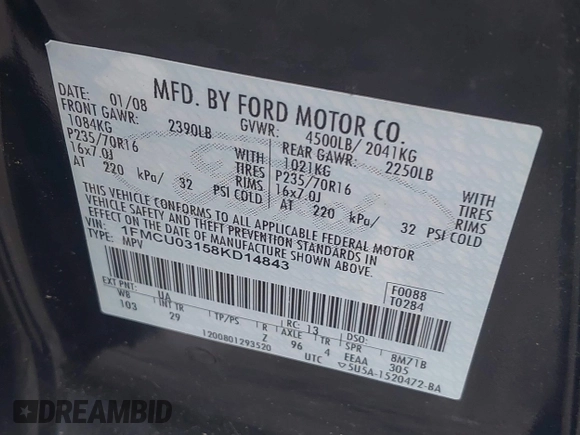 MFD. BY FORD MOTOR CO.
DATE: 01/08 GVWR: 4500LB/ 2041KG
FRONT GAWR: 2390LB REAR GAWR: 2250LB
1084KG WITH 1021KG WITH
P235/70R16 TIRES P235/70R16 TIRES
16x7.0J RIMS 16x7.0J RIMS
AT 220 kPa/ 32 PSI COLD AT 220 kPa/ 32 PSI COLD
THIS VEHICLE CONFORMS TO ALL APPLICABLE FEDERAL MOTOR
VEHICLE SAFETY AND THEFT PREVENTION STANDARDS IN
EFFECT ON THE DATE OF MANUFACTURE SHOWN ABOVE.
VIN: 1FMCU03158KD14843 F0088
TYPE: MPV T0284
EXT PNT: UA RC: 13 DSO:
WB INT TR TP/PS R AXLE TR SPR 8M71B
103 29 Z 96 4 EEAA 305
1200801293520 UTC ▽5U5A-1520472-BA
DREAMBID